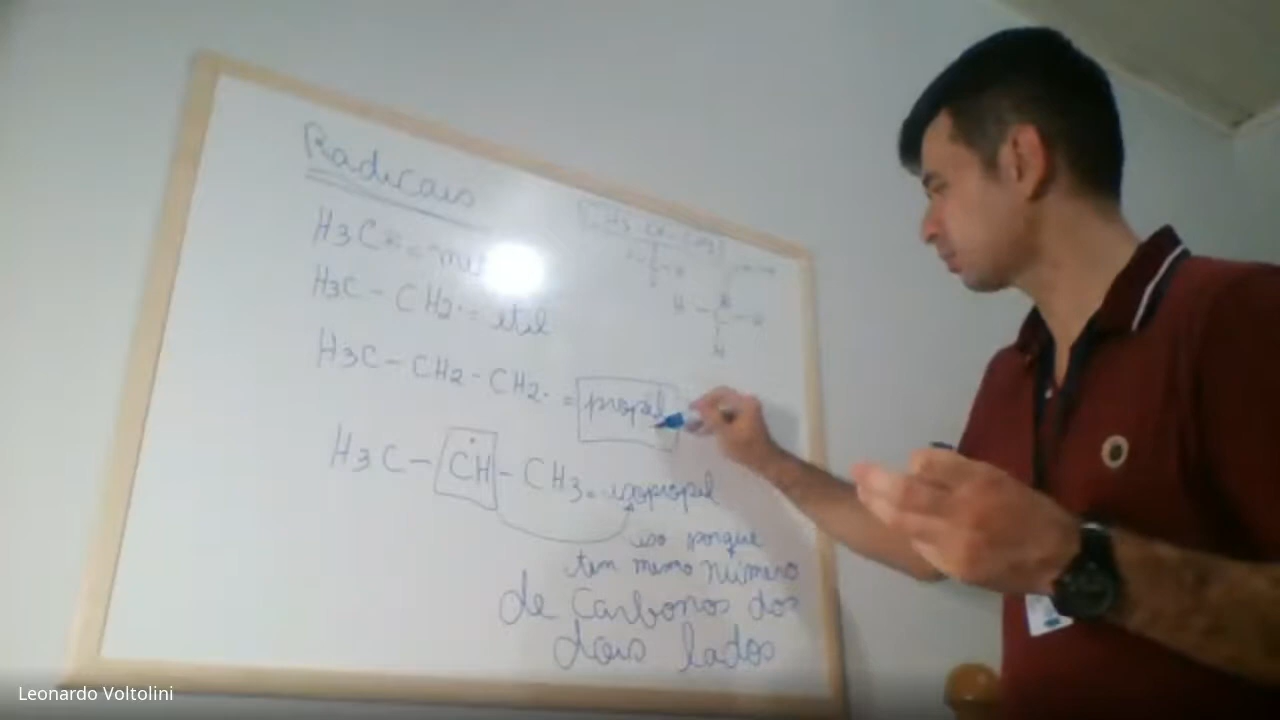 Radicais
H3C• = m
H3C - CH2• = etil
H3C - CH2 - CH2• = propil
H3C - CH - CH3 = isopropil
iso porque
tem mesmo número
de Carbonos dos
dois lados
Leonardo Voltolini